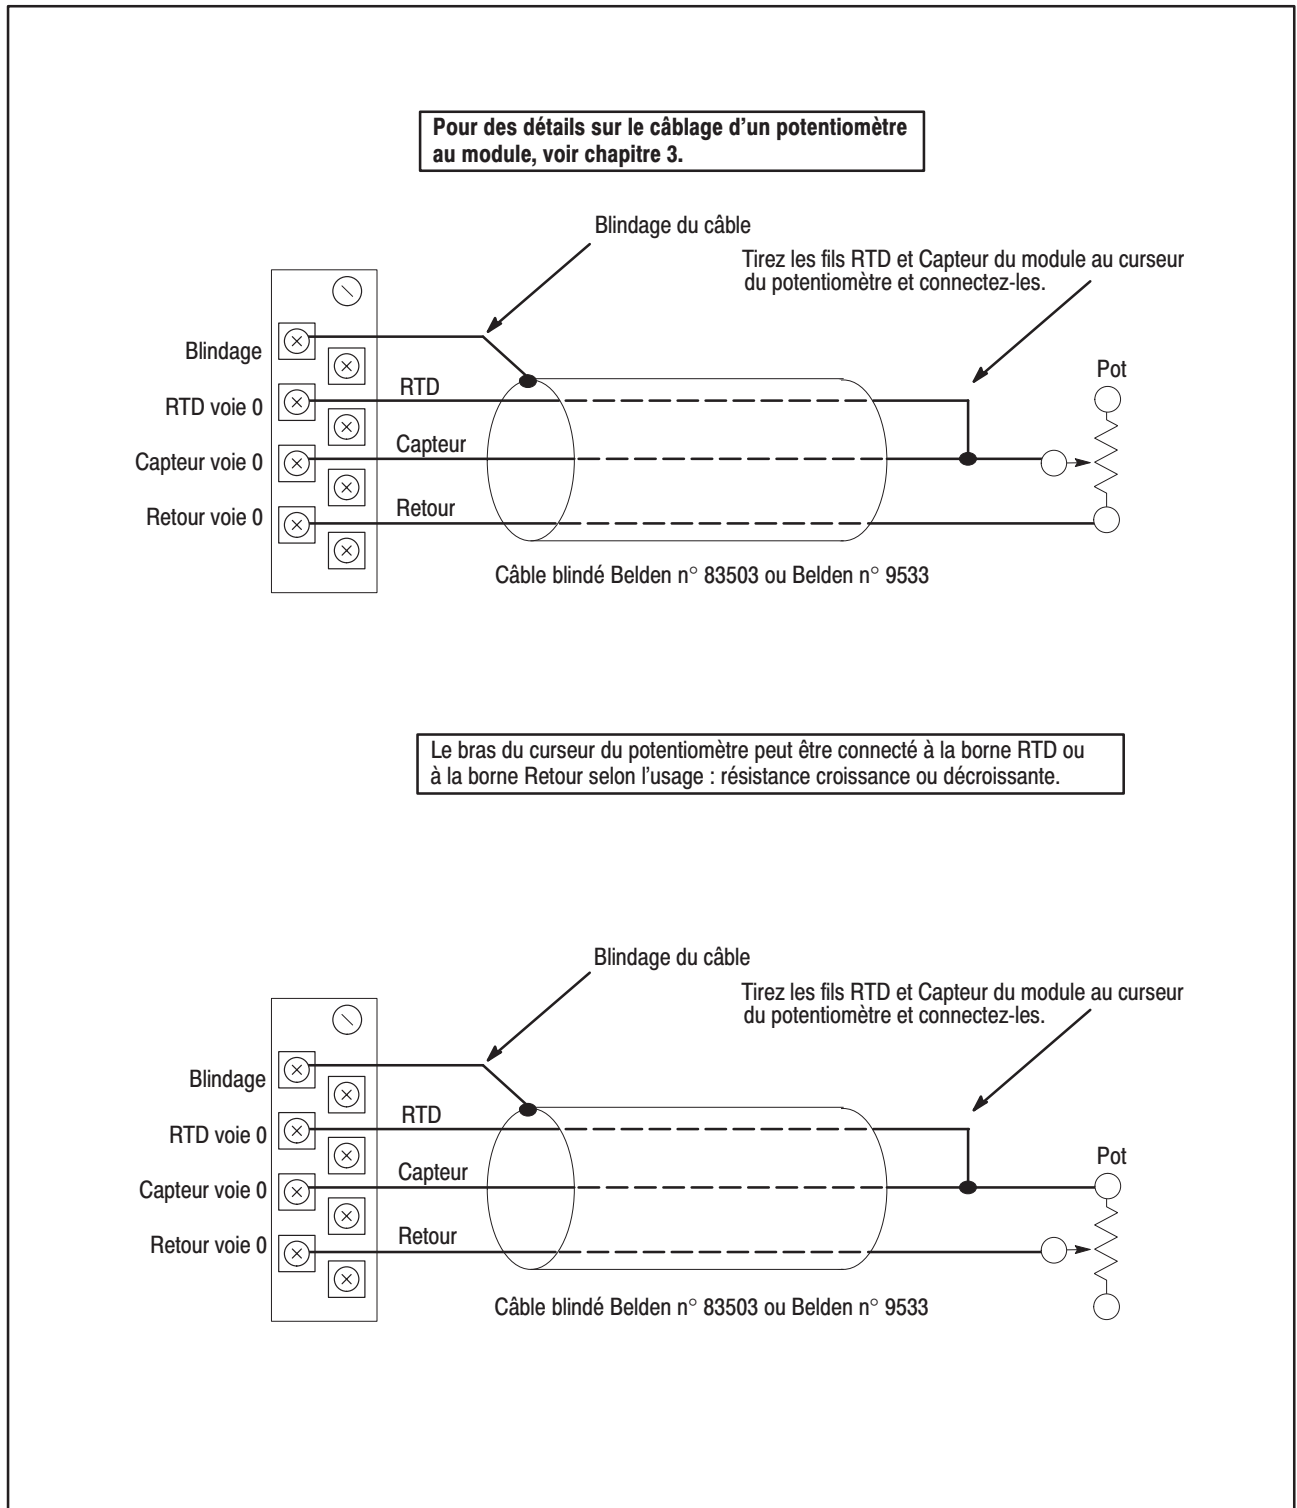 Pour des détails sur le câblage d’un potentiomètre
au module, voir chapitre 3.
Blindage du câble
Tirez les fils RTD et Capteur du module au curseur
du potentiomètre et connectez-les.
Blindage
RTD
Pot
RTD voie 0
Capteur
Capteur voie 0
Retour
Retour voie 0
Câble blindé Belden n° 83503 ou Belden n° 9533
Le bras du curseur du potentiomètre peut être connecté à la borne RTD ou
à la borne Retour selon l’usage : résistance croissance ou décroissante.
Blindage du câble
Tirez les fils RTD et Capteur du module au curseur
du potentiomètre et connectez-les.
Blindage
RTD
RTD voie 0
Pot
Capteur
Capteur voie 0
Retour
Retour voie 0
Câble blindé Belden n° 83503 ou Belden n° 9533